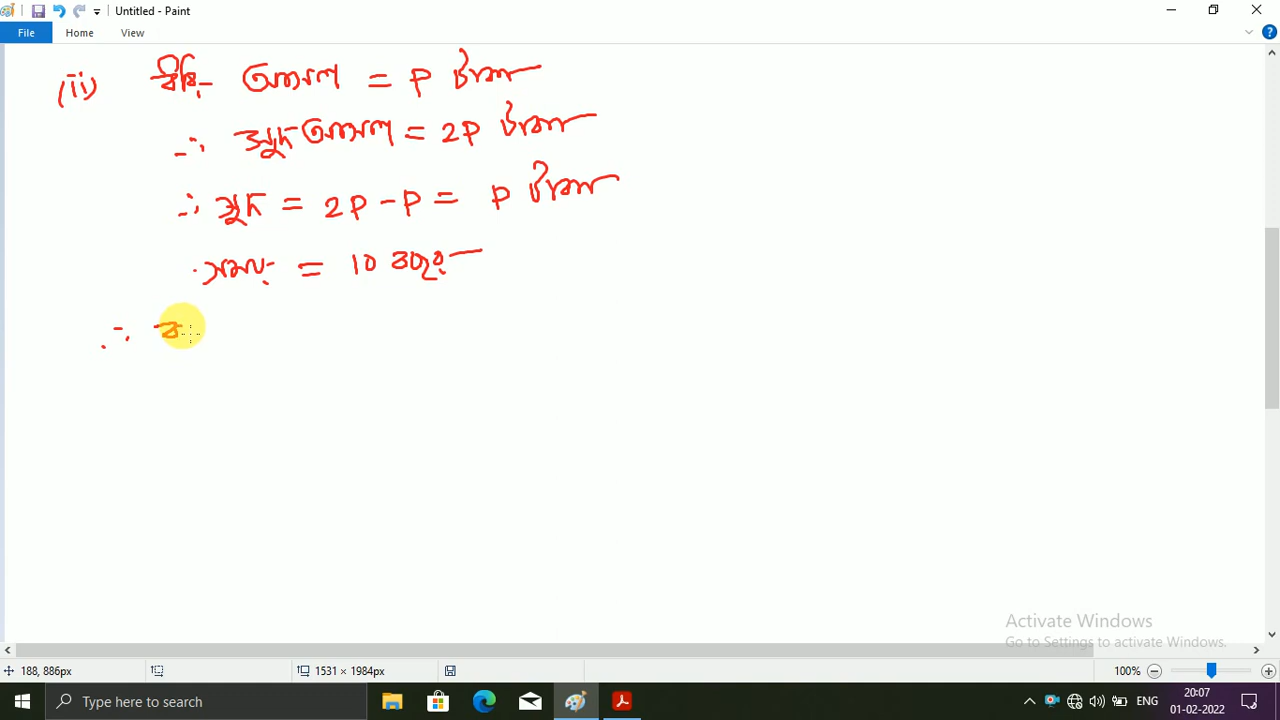 Untitled - Paint
File Home View
(ii) ধরি, আসল = P টাকা
∴ সুদআসল = 2P টাকা
∴ সুদ = 2P - P = P টাকা
সময় = 10 বছর
∴ ব
Activate Windows
Go to Settings to activate Windows.
188, 886px
1531 × 1984px
100%
Type here to search
ENG
20:07
01-02-2022